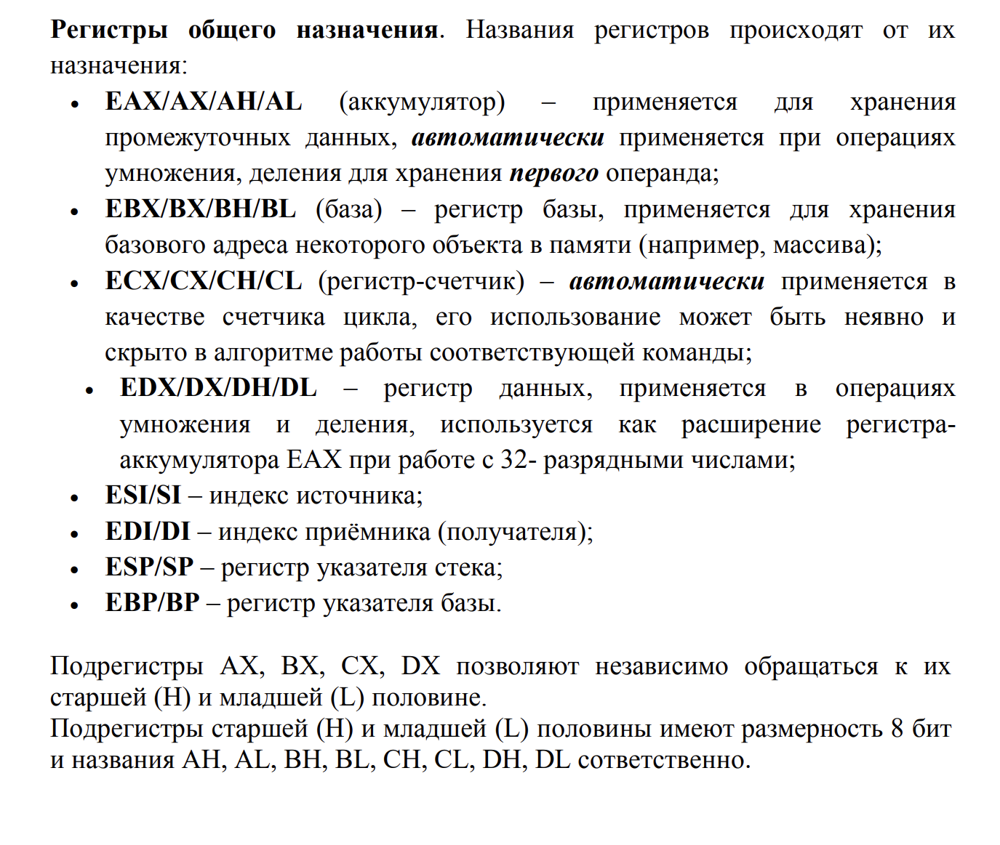 Регистры общего назначения. Названия регистров происходят от их
назначения:
• EAX/AX/AH/AL (аккумулятор) – применяется для хранения
промежуточных данных, автоматически применяется при операциях
умножения, деления для хранения первого операнда;
• EBX/BX/BH/BL (база) – регистр базы, применяется для хранения
базового адреса некоторого объекта в памяти (например, массива);
• ECX/CX/CH/CL (регистр-счетчик) – автоматически применяется в
качестве счетчика цикла, его использование может быть неявно и
скрыто в алгоритме работы соответствующей команды;
• EDX/DX/DH/DL – регистр данных, применяется в операциях
умножения и деления, используется как расширение регистра-
аккумулятора EAX при работе с 32- разрядными числами;
• ESI/SI – индекс источника;
• EDI/DI – индекс приёмника (получателя);
• ESP/SP – регистр указателя стека;
• EBP/BP – регистр указателя базы.
Подрегистры AX, BX, CX, DX позволяют независимо обращаться к их
старшей (H) и младшей (L) половине.
Подрегистры старшей (H) и младшей (L) половины имеют размерность 8 бит
и названия AH, AL, BH, BL, CH, CL, DH, DL сответственно.